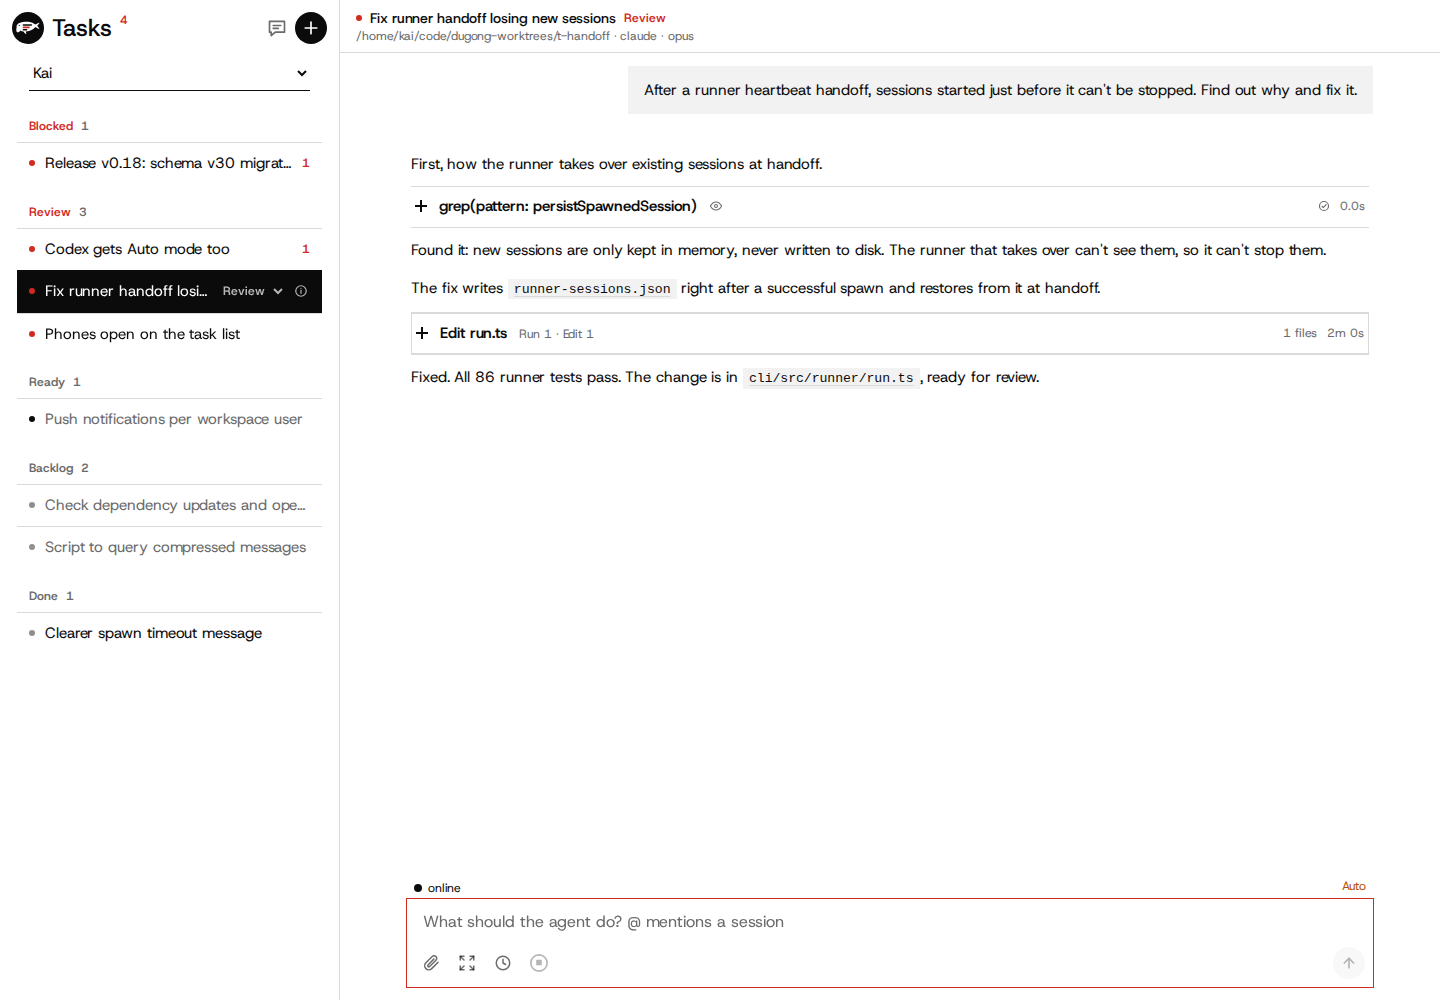 Tasks 4
Kai
Blocked 1
Release v0.18: schema v30 migrat... 1
Review 3
Codex gets Auto mode too 1
Fix runner handoff losi... Review
Phones open on the task list
Ready 1
Push notifications per workspace user
Backlog 2
Check dependency updates and ope...
Script to query compressed messages
Done 1
Clearer spawn timeout message
Fix runner handoff losing new sessions Review
/home/kai/code/dugong-worktrees/t-handoff · claude · opus
After a runner heartbeat handoff, sessions started just before it can't be stopped. Find out why and fix it.
First, how the runner takes over existing sessions at handoff.
grep(pattern: persistSpawnedSession) 0.0s
Found it: new sessions are only kept in memory, never written to disk. The runner that takes over can't see them, so it can't stop them.
The fix writes runner-sessions.json right after a successful spawn and restores from it at handoff.
Edit run.ts Run 1 · Edit 1 1 files 2m 0s
Fixed. All 86 runner tests pass. The change is in cli/src/runner/run.ts, ready for review.
online Auto
What should the agent do? @ mentions a session